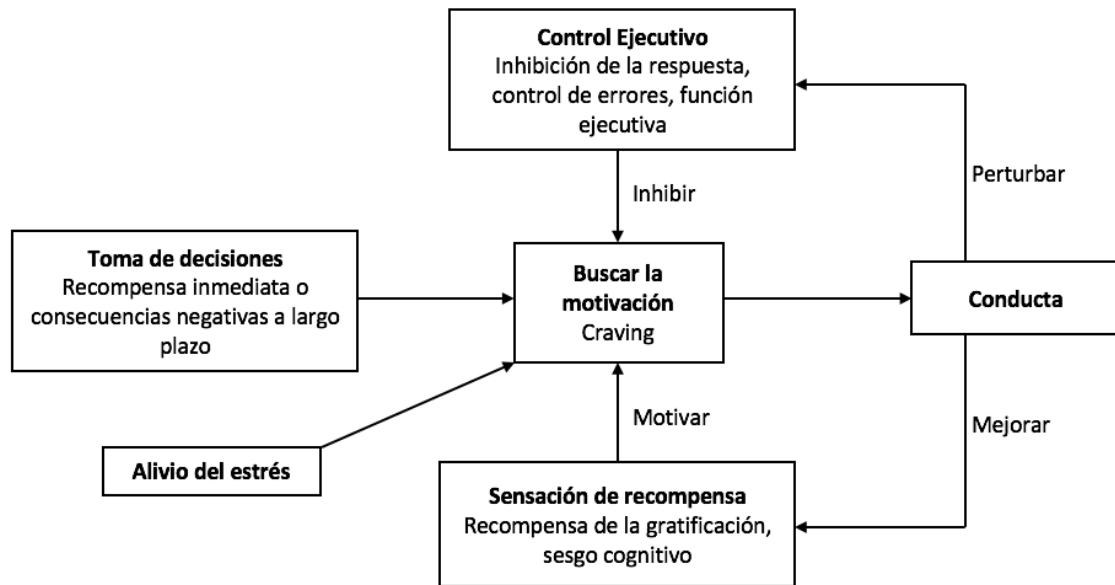 Control Ejecutivo
Inhibición de la respuesta,
control de errores, función
ejecutiva
Perturbar
Inhibir
Toma de decisiones
Recompensa inmediata o
consecuencias negativas a largo
plazo
Buscar la
motivación
Craving
Conducta
Motivar
Mejorar
Alivio del estrés
Sensación de recompensa
Recompensa de la gratificación,
sesgo cognitivo